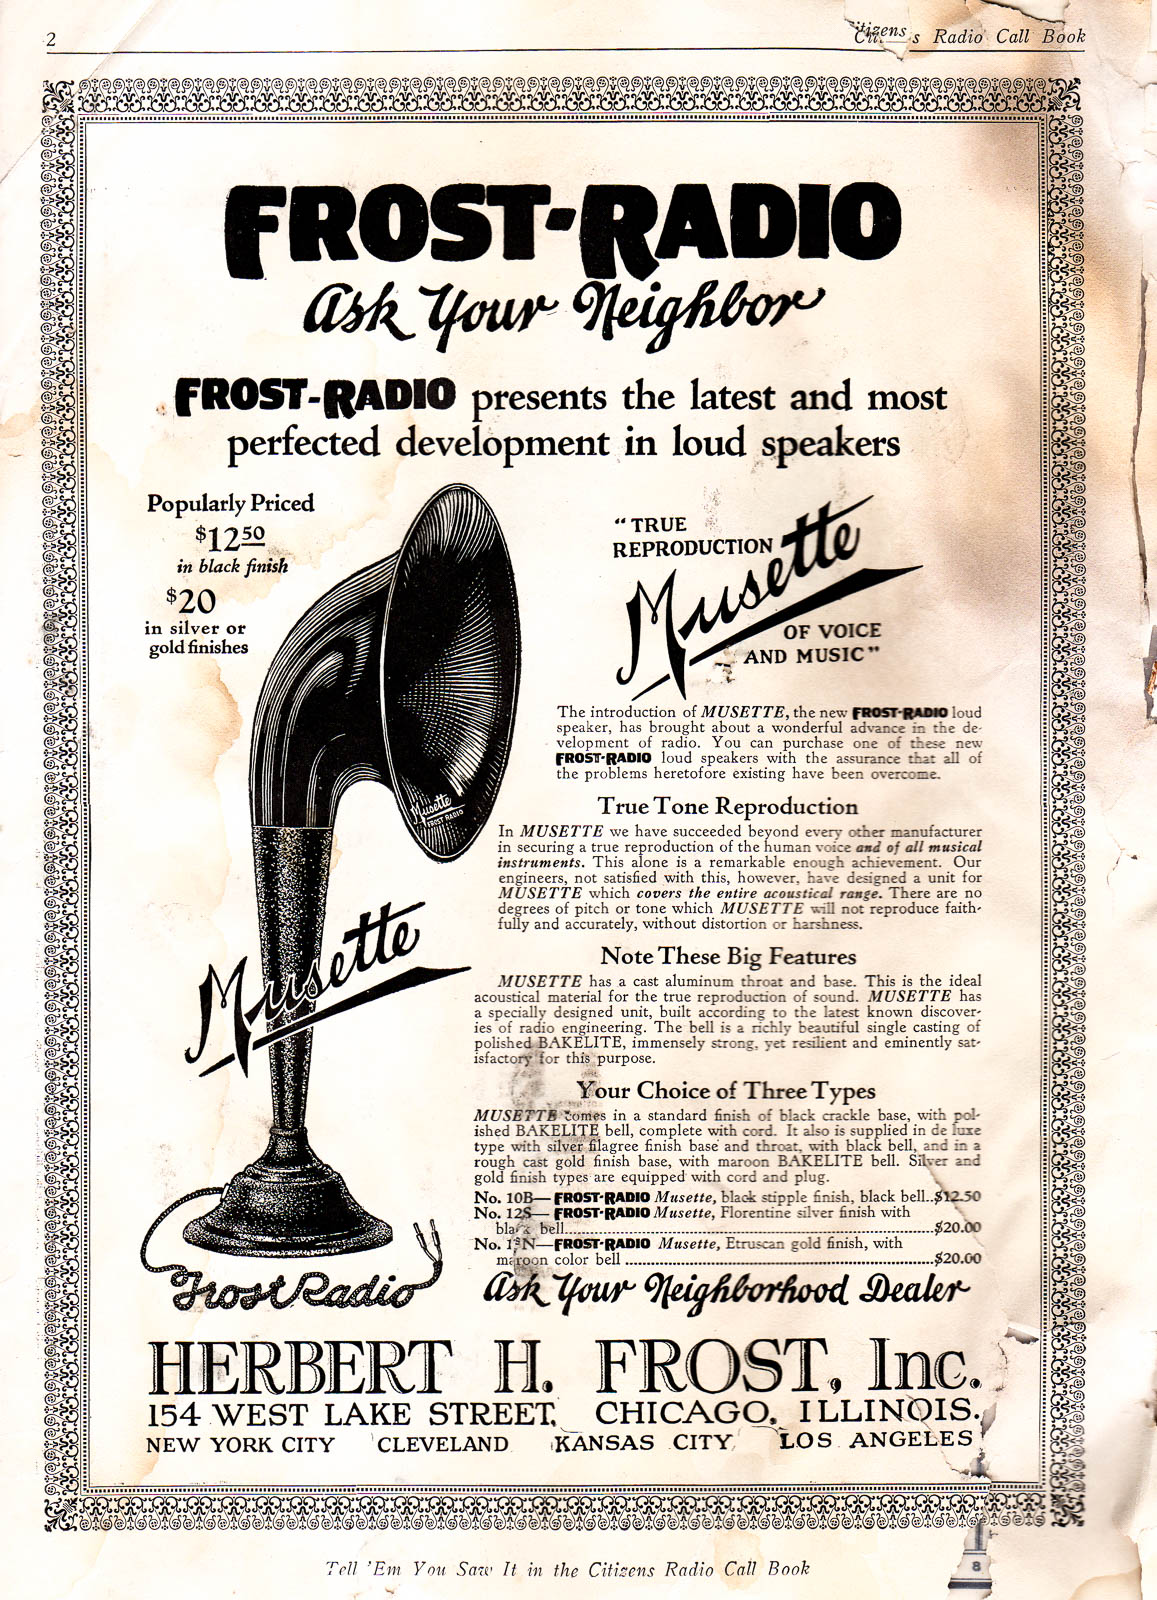 2
Citizens Radio Call Book
FROST-RADIO
Ask Your Neighbor
FROST-RADIO presents the latest and most
perfected development in loud speakers
Popularly Priced
$12.50
in black finish
$20
in silver or
gold finishes
"TRUE
REPRODUCTION
Musette
OF VOICE
AND MUSIC"
The introduction of MUSETTE, the new FROST-RADIO loud
speaker, has brought about a wonderful advance in the de-
velopment of radio. You can purchase one of these new
FROST-RADIO loud speakers with the assurance that all of
the problems heretofore existing have been overcome.
True Tone Reproduction
In MUSETTE we have succeeded beyond every other manufacturer
in securing a true reproduction of the human voice and of all musical
instruments. This alone is a remarkable enough achievement. Our
engineers, not satisfied with this, however, have designed a unit for
MUSETTE which covers the entire acoustical range. There are no
degrees of pitch or tone which MUSETTE will not reproduce faith-
fully and accurately, without distortion or harshness.
Note These Big Features
MUSETTE has a cast aluminum throat and base. This is the ideal
acoustical material for the true reproduction of sound. MUSETTE has
a specially designed unit, built according to the latest known discover-
ies of radio engineering. The bell is a richly beautiful single casting of
polished BAKELITE, immensely strong, yet resilient and eminently sat-
isfactory for this purpose.
Your Choice of Three Types
MUSETTE comes in a standard finish of black crackle base, with pol-
ished BAKELITE bell, complete with cord. It also is supplied in de luxe
type with silver filagree finish base and throat, with black bell, and in a
rough cast gold finish base, with maroon BAKELITE bell. Silver and
gold finish types are equipped with cord and plug.
No. 10B—FROST-RADIO Musette, black stipple finish, black bell..$12.50
No. 12S—FROST-RADIO Musette, Florentine silver finish with
black bell..........$20.00
No. 13N—FROST-RADIO Musette, Etruscan gold finish, with
maroon color bell..........$20.00
Musette
FROST RADIO
Musette
Frost Radio
Ask Your Neighborhood Dealer
HERBERT H. FROST, Inc.
154 WEST LAKE STREET, CHICAGO, ILLINOIS.
NEW YORK CITY CLEVELAND KANSAS CITY LOS ANGELES
Tell 'Em You Saw It in the Citizens Radio Call Book
8